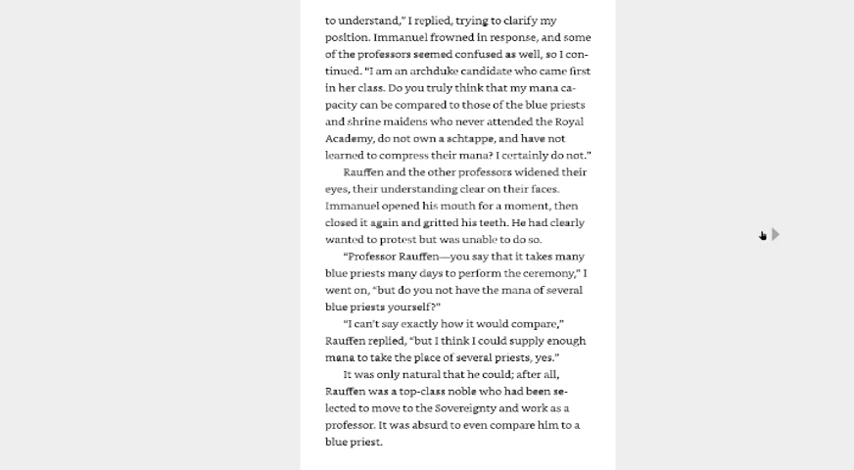 to understand,” I replied, trying to clarify my
position. Immanuel frowned in response, and some
of the professors seemed confused as well, so I con-
tinued. “I am an archduke candidate who came first
in her class. Do you truly think that my mana ca-
pacity can be compared to those of the blue priests
and shrine maidens who never attended the Royal
Academy, do not own a schtappe, and have not
learned to compress their mana? I certainly do not.”
Rauffen and the other professors widened their
eyes, their understanding clear on their faces.
Immanuel opened his mouth for a moment, then
closed it again and gritted his teeth. He had clearly
wanted to protest but was unable to do so.
“Professor Rauffen—you say that it takes many
blue priests many days to perform the ceremony,” I
went on, “but do you not have the mana of several
blue priests yourself?”
“I can’t say exactly how it would compare,”
Rauffen replied, “but I think I could supply enough
mana to take the place of several priests, yes.”
It was only natural that he could; after all,
Rauffen was a top-class noble who had been se-
lected to move to the Sovereignty and work as a
professor. It was absurd to even compare him to a
blue priest.